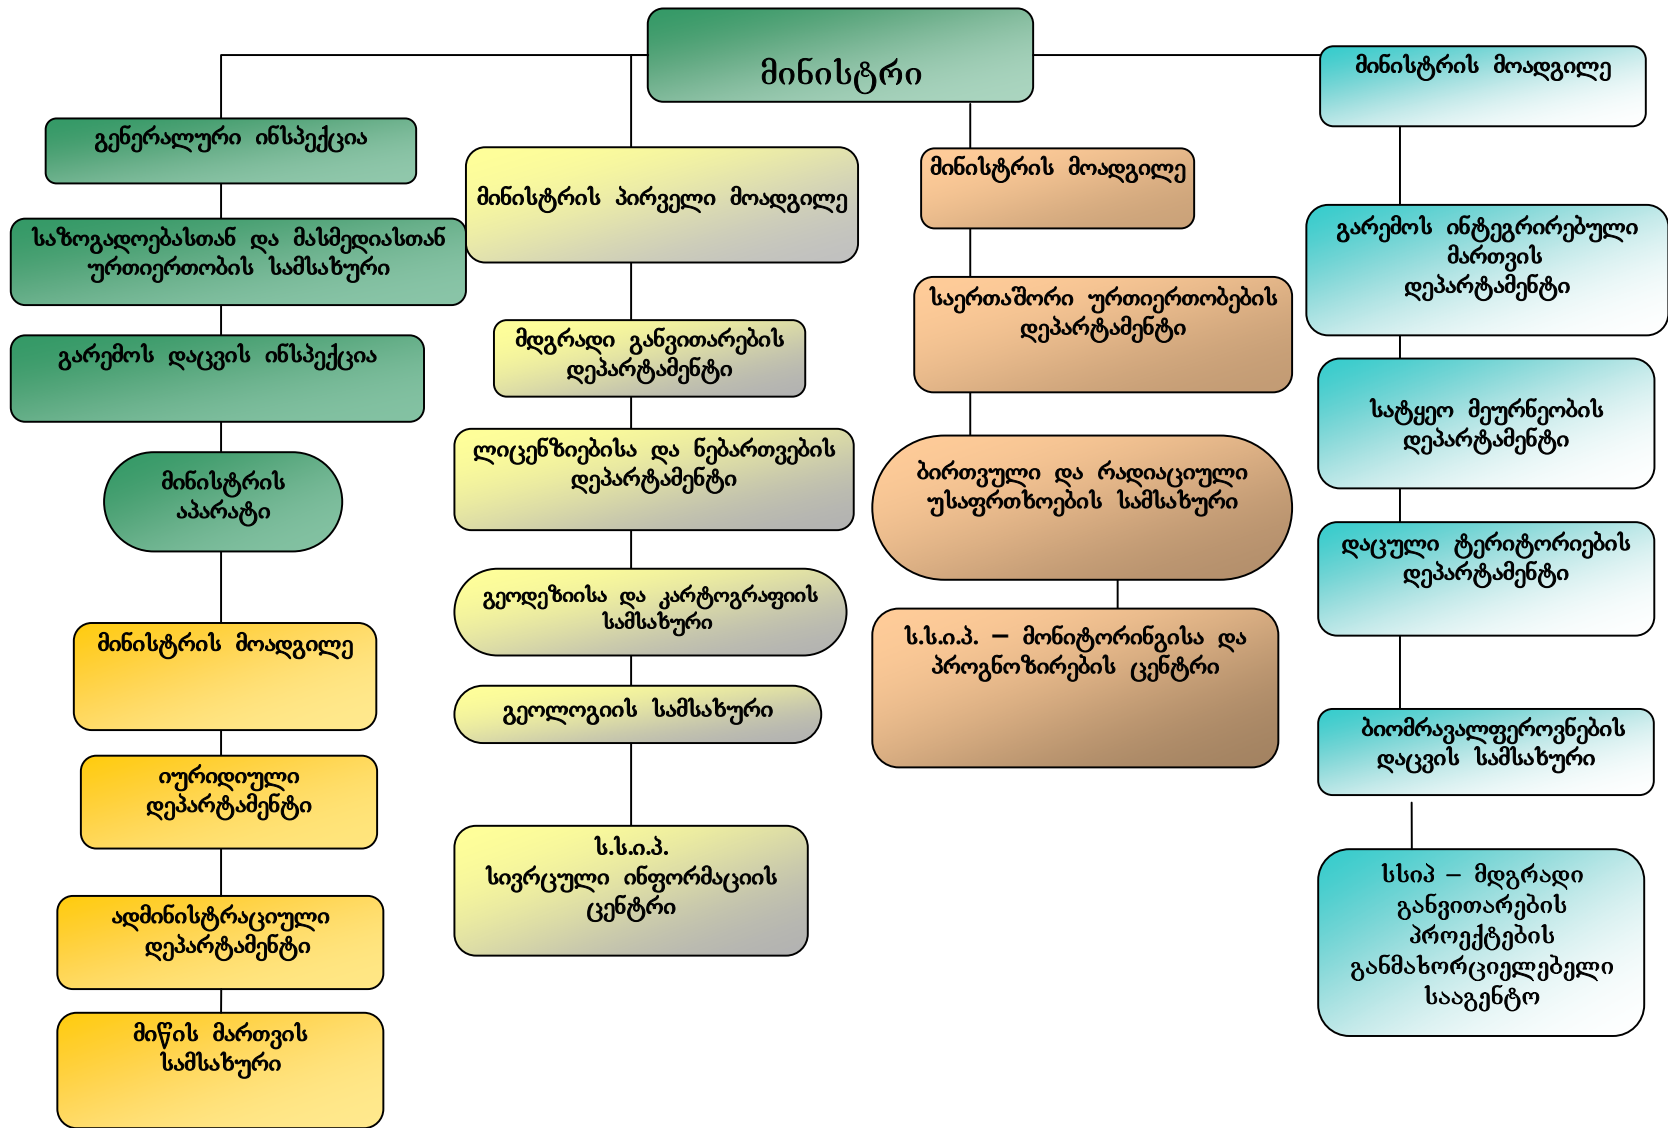 მინისტრი
გენერალური ინსპექცია
საზოგადოებასთან და მასმედიასთან
ურთიერთობის სამსახური
გარემოს დაცვის ინსპექცია
მინისტრის
აპარატი
მინისტრის მოადგილე
იურიდიული
დეპარტამენტი
ადმინისტრაციული
დეპარტამენტი
მიწის მართვის
სამსახური
მინისტრის პირველი მოადგილე
მდგრადი განვითარების
დეპარტამენტი
ლიცენზიებისა და ნებართვების
დეპარტამენტი
გეოდეზიისა და კარტოგრაფიის
სამსახური
გეოლოგიის სამსახური
ს.ს.ი.პ.
სივრცული ინფორმაციის
ცენტრი
მინისტრის მოადგილე
საერთაშორი ურთიერთობების
დეპარტამენტი
ბირთვული და რადიაციული
უსაფრთხოების სამსახური
ს.ს.ი.პ. – მონიტორინგისა და
პროგნოზირების ცენტრი
მინისტრის მოადგილე
გარემოს ინტეგრირებული
მართვის
დეპარტამენტი
სატყეო მეურნეობის
დეპარტამენტი
დაცული ტერიტორიების
დეპარტამენტი
ბიომრავალფეროვნების
დაცვის სამსახური
სსიპ – მდგრადი
განვითარების
პროექტების
განმახორციელებელი
სააგენტო